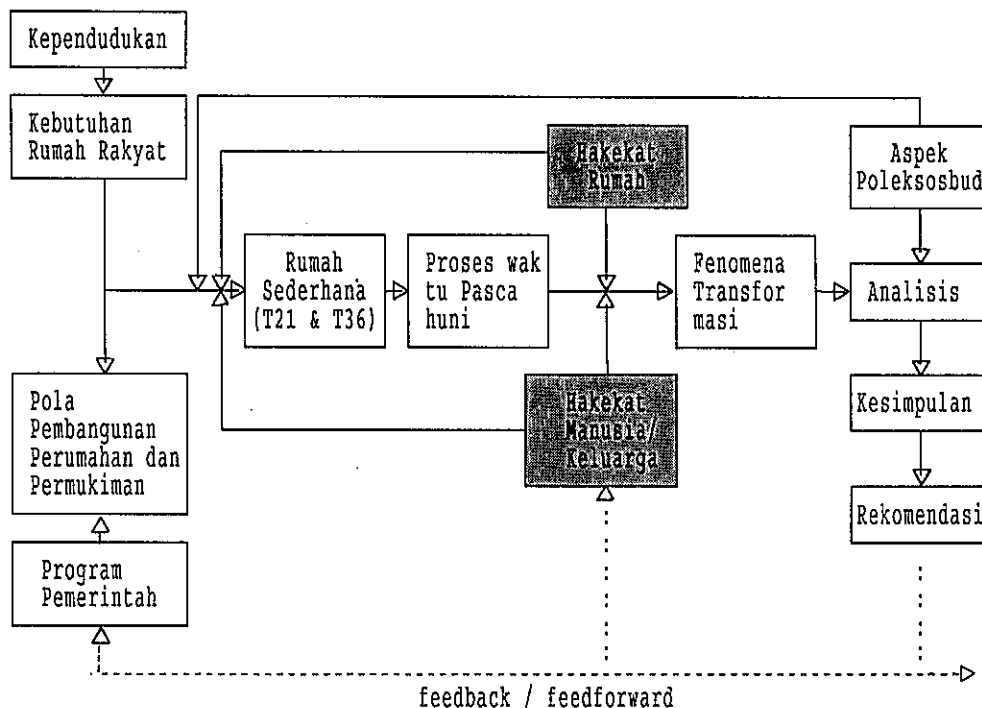 Kependudukan
Kebutuhan
Rumah Rakyat
Hakekat
Rumah
Aspek
Poleksosbud
Rumah
Sederhana
(T21 & T36)
Proses wak
tu Pasca
huni
Fenomena
Transfor
masi
Analisis
Pola
Pembangunan
Perumahan dan
Permukiman
Hakekat
Manusia/
Keluarga
Kesimpulan
Rekomendasi
Program
Pemerintah
feedback / feedforward